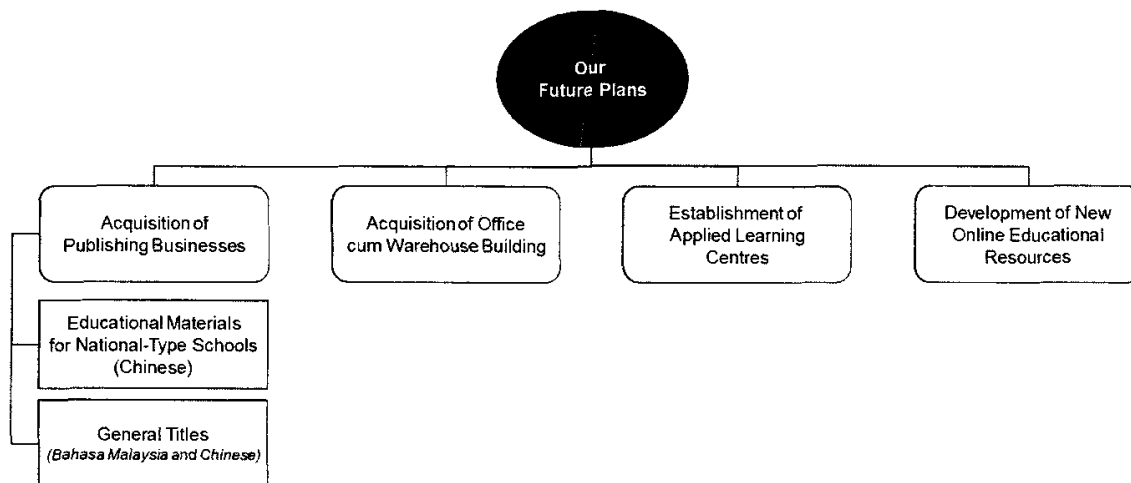 Our
Future Plans
Acquisition of
Publishing Businesses
Acquisition of Office
cum Warehouse Building
Establishment of
Applied Learning
Centres
Development of New
Online Educational
Resources
Educational Materials
for National-Type Schools
(Chinese)
General Titles
(Bahasa Malaysia and Chinese)